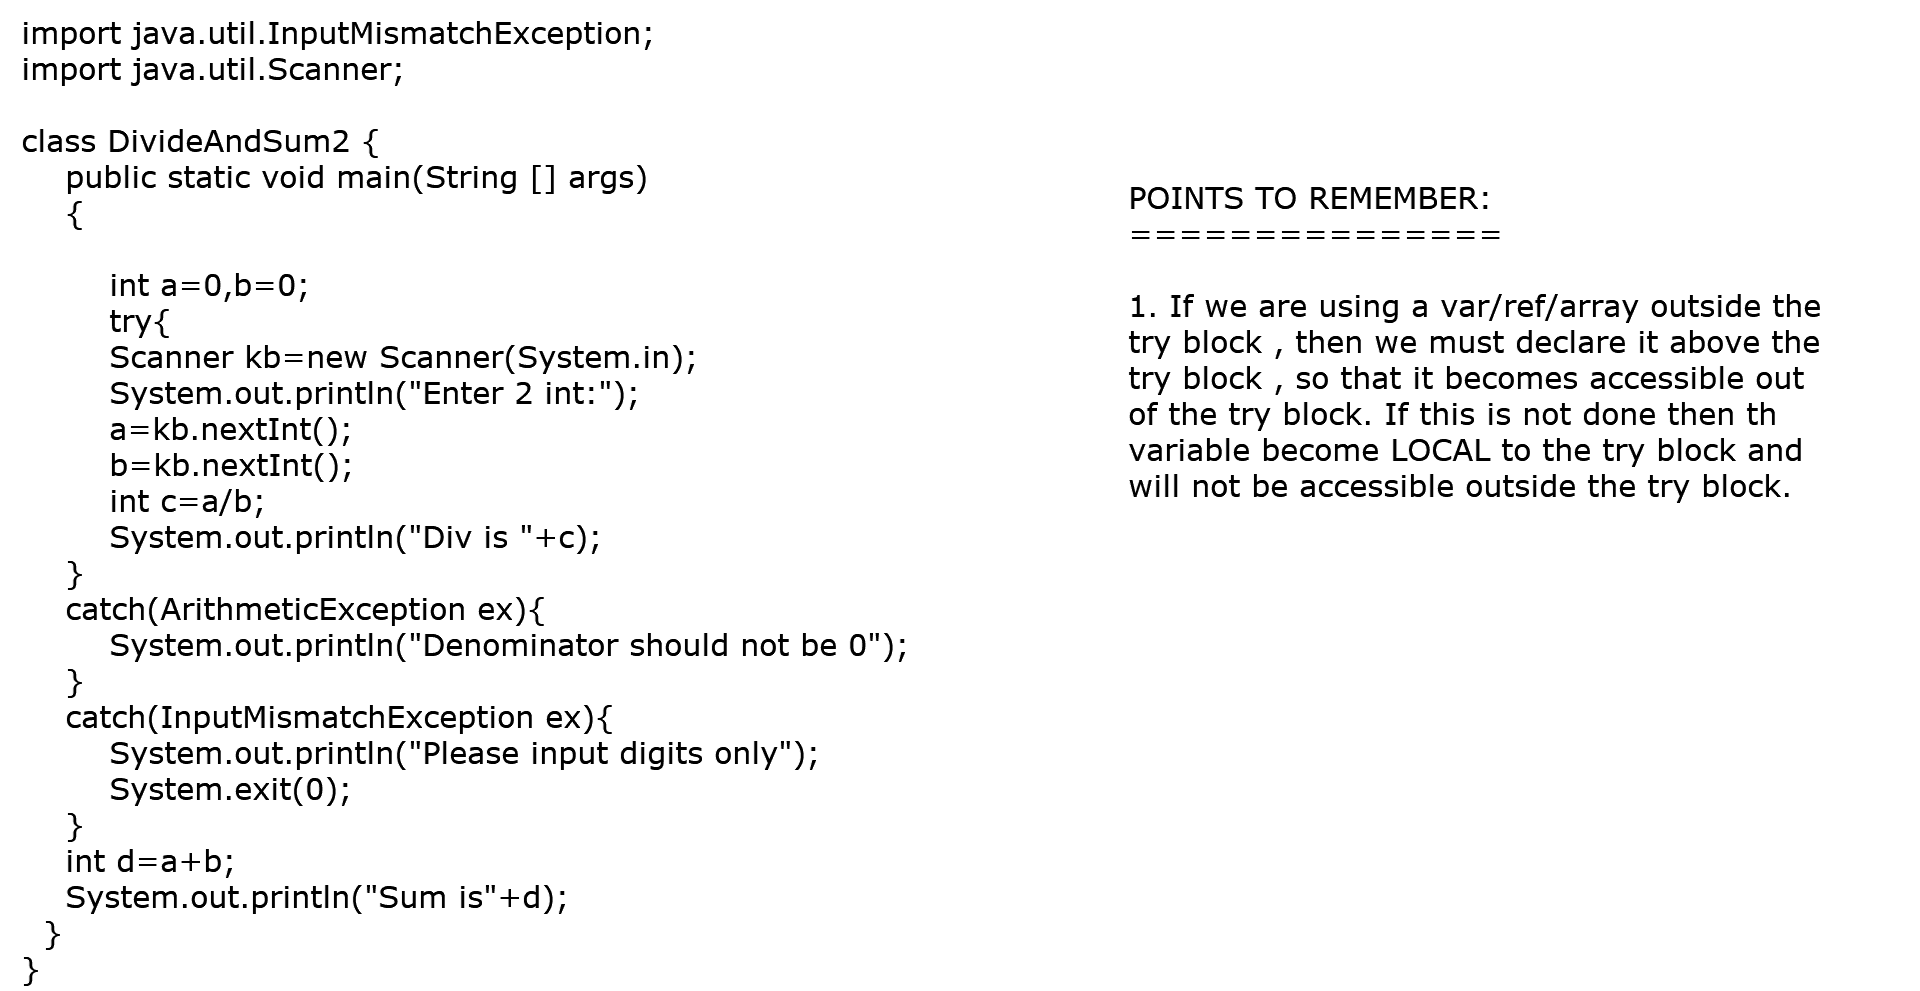 import java.util.InputMismatchException;
import java.util.Scanner;
class DivideAndSum2 {
public static void main(String [] args)
{
int a=0,b=0;
try{
Scanner kb=new Scanner(System.in);
System.out.println("Enter 2 int:");
a=kb.nextInt();
b=kb.nextInt();
int c=a/b;
System.out.println("Div is "+c);
}
catch(ArithmeticException ex){
System.out.println("Denominator should not be 0");
}
catch(InputMismatchException ex){
System.out.println("Please input digits only");
System.exit(0);
}
int d=a+b;
System.out.println("Sum is"+d);
}
}
POINTS TO REMEMBER:
===============
1. If we are using a var/ref/array outside the
try block , then we must declare it above the
try block , so that it becomes accessible out
of the try block. If this is not done then th
variable become LOCAL to the try block and
will not be accessible outside the try block.